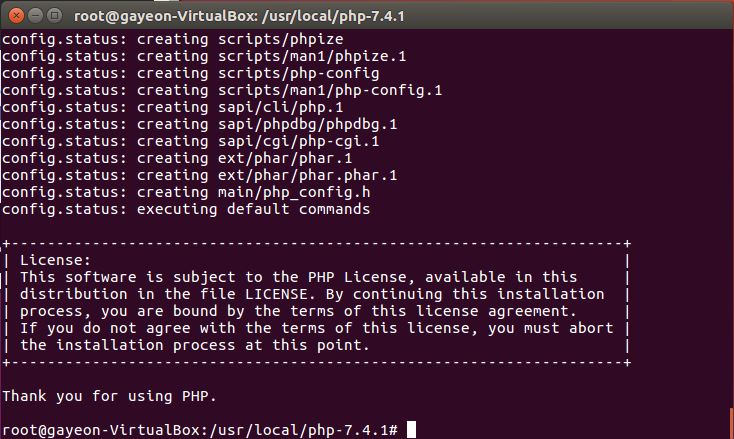 root@gayeon-VirtualBox: /usr/local/php-7.4.1
config.status: creating scripts/phpize
config.status: creating scripts/man1/phpize.1
config.status: creating scripts/php-config
config.status: creating scripts/man1/php-config.1
config.status: creating sapi/cli/php.1
config.status: creating sapi/phpdbg/phpdbg.1
config.status: creating sapi/cgi/php-cgi.1
config.status: creating ext/phar/phar.1
config.status: creating ext/phar/phar.phar.1
config.status: creating main/php_config.h
config.status: executing default commands
+--------------------------------------------------------------------+
| License:                                                           |
| This software is subject to the PHP License, available in this     |
| distribution in the file LICENSE. By continuing this installation  |
| process, you are bound by the terms of this license agreement.     |
| If you do not agree with the terms of this license, you must abort |
| the installation process at this point.                            |
+--------------------------------------------------------------------+
Thank you for using PHP.
root@gayeon-VirtualBox:/usr/local/php-7.4.1#